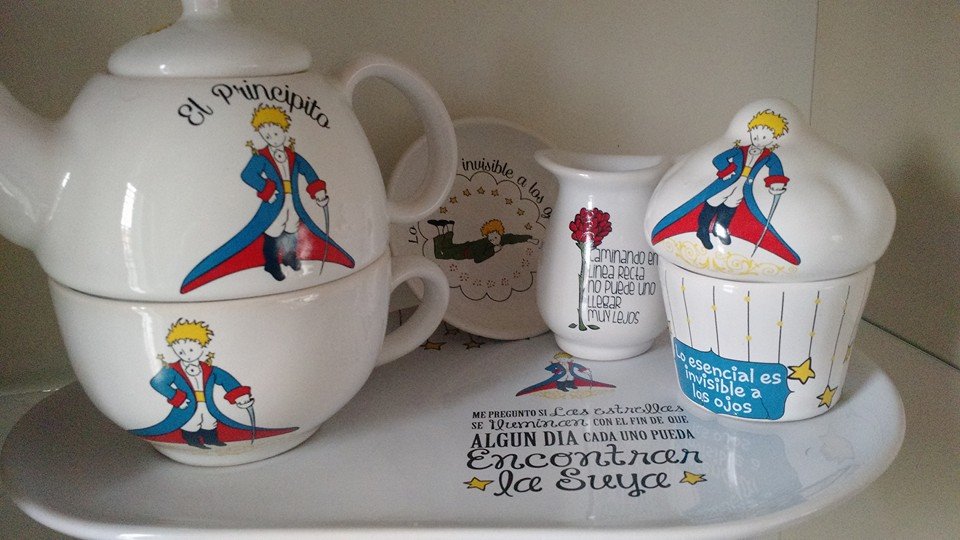 El Principito
Lo
invisible a los
CAMINANDO EN
LINEA RECTA
NO PUEDE UNO
LLEGAR
MUY LEJOS
Lo esencial es
invisible a
los ojos
ME PREGUNTO SI Las estrellas
SE Iluminan CON EL FIN DE QUE
ALGUN DIA CADA UNO PUEDA
Encontrar
la Suya